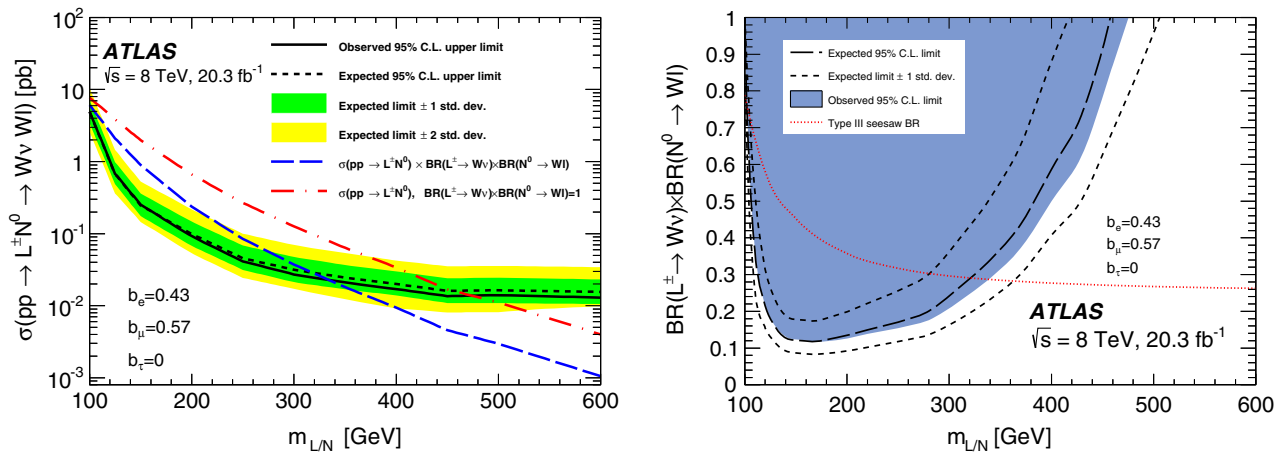 σ(pp → L±N⁰ → Wν Wl) [pb]
10²
10
1
10⁻¹
10⁻²
10⁻³
ATLAS
√s = 8 TeV, 20.3 fb⁻¹
Observed 95% C.L. upper limit
Expected 95% C.L. upper limit
Expected limit ± 1 std. dev.
Expected limit ± 2 std. dev.
σ(pp → L±N⁰) × BR(L±→ Wν)×BR(N⁰ → Wl)
σ(pp → L±N⁰), BR(L±→ Wν)×BR(N⁰ → Wl)=1
bₑ=0.43
b_μ=0.57
b_τ=0
100 200 300 400 500 600
m_L/N [GeV]
BR(L±→ Wν)×BR(N⁰ → Wl)
1
0.9
0.8
0.7
0.6
0.5
0.4
0.3
0.2
0.1
0
Expected 95% C.L. limit
Expected limit ± 1 std. dev.
Observed 95% C.L. limit
Type III seesaw BR
bₑ=0.43
b_μ=0.57
b_τ=0
ATLAS
√s = 8 TeV, 20.3 fb⁻¹
100 200 300 400 500 600
m_L/N [GeV]